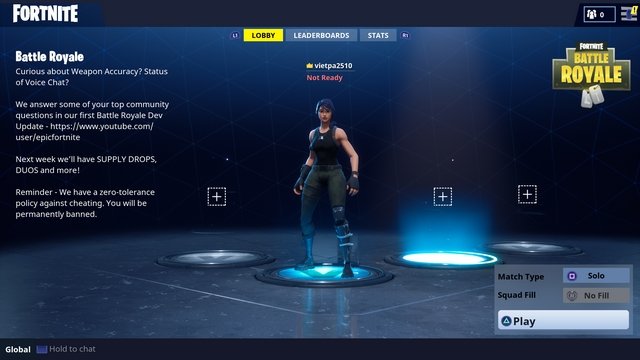 FORTNITE
0
L1
LOBBY
LEADERBOARDS
STATS
R1
Battle Royale
Curious about Weapon Accuracy? Status
of Voice Chat?
We answer some of your top community
questions in our first Battle Royale Dev
Update - https://www.youtube.com/
user/epicfortnite
Next week we'll have SUPPLY DROPS,
DUOS and more!
Reminder - We have a zero-tolerance
policy against cheating. You will be
permanently banned.
vietpa2510
Not Ready
FORTNITE
BATTLE
ROYALE
Match Type
Solo
Squad Fill
No Fill
Play
Global
Hold to chat